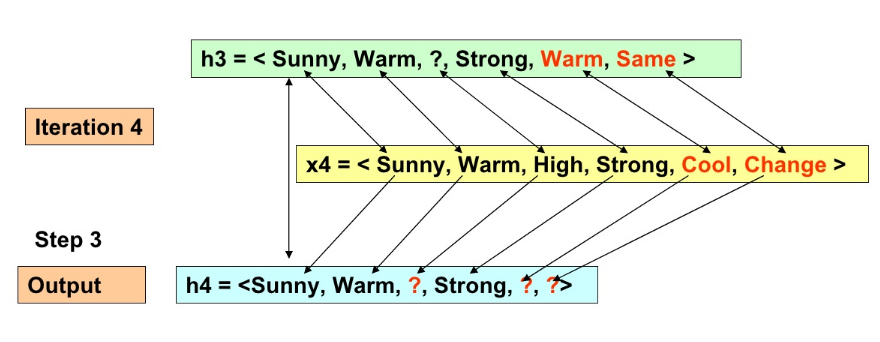 h3 = < Sunny, Warm, ?, Strong, Warm, Same >
Iteration 4
x4 = < Sunny, Warm, High, Strong, Cool, Change >
Step 3
Output
h4 = <Sunny, Warm, ?, Strong, ?, ?>